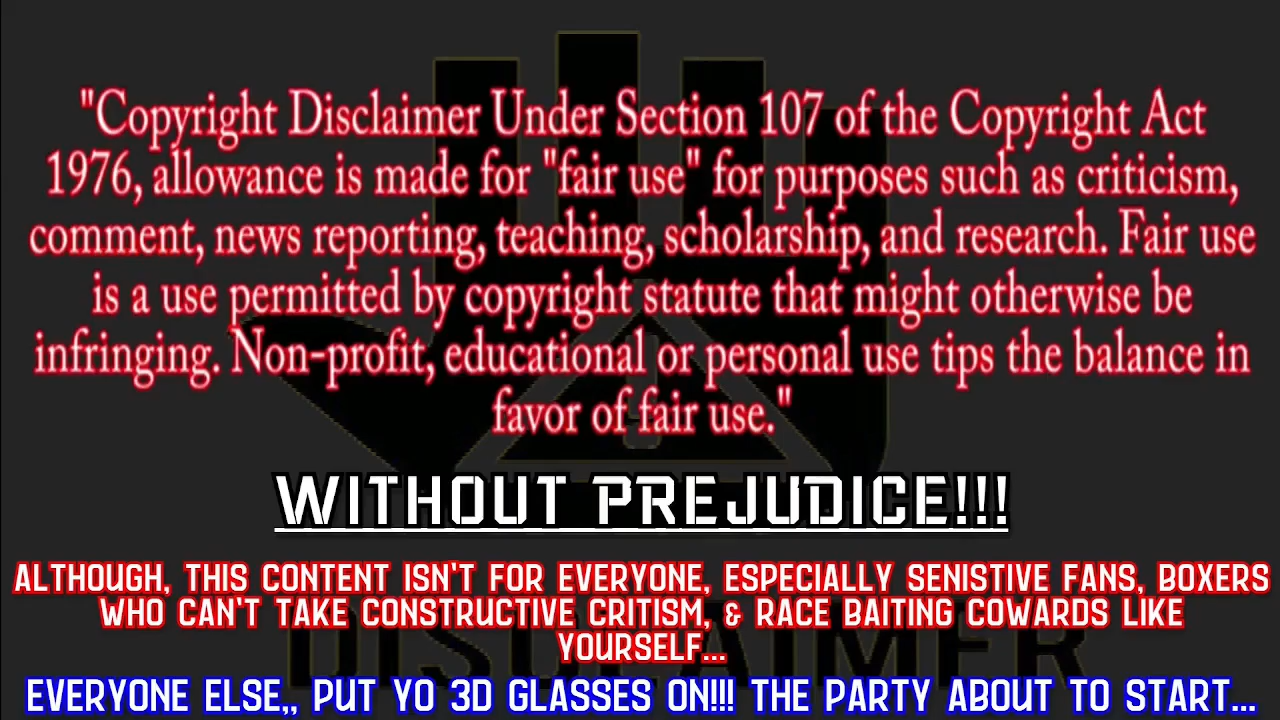 "Copyright Disclaimer Under Section 107 of the Copyright Act
1976, allowance is made for "fair use" for purposes such as criticism,
comment, news reporting, teaching, scholarship, and research. Fair use
is a use permitted by copyright statute that might otherwise be
infringing. Non-profit, educational or personal use tips the balance in
favor of fair use."
WITHOUT PREJUDICE!!!
ALTHOUGH, THIS CONTENT ISN'T FOR EVERYONE, ESPECIALLY SENISTIVE FANS, BOXERS
WHO CAN'T TAKE CONSTRUCTIVE CRITISM, & RACE BAITING COWARDS LIKE
YOURSELF...
DISCLAIMER
EVERYONE ELSE,, PUT YO 3D GLASSES ON!!! THE PARTY ABOUT TO START...